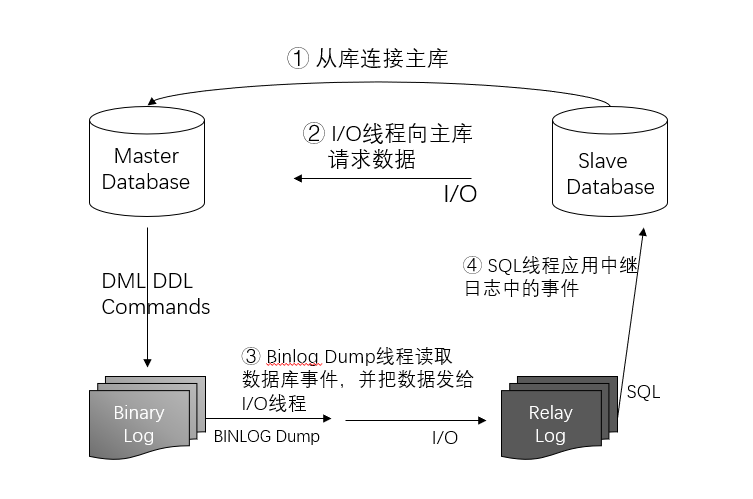 ① 从库连接主库
② I/O线程向主库
请求数据
I/O
Master
Database
Slave
Database
DML DDL
Commands
④ SQL线程应用中继
日志中的事件
③ Binlog Dump线程读取
数据库事件，并把数据发给
I/O线程
BINLOG Dump
I/O
SQL
Binary
Log
Relay
Log